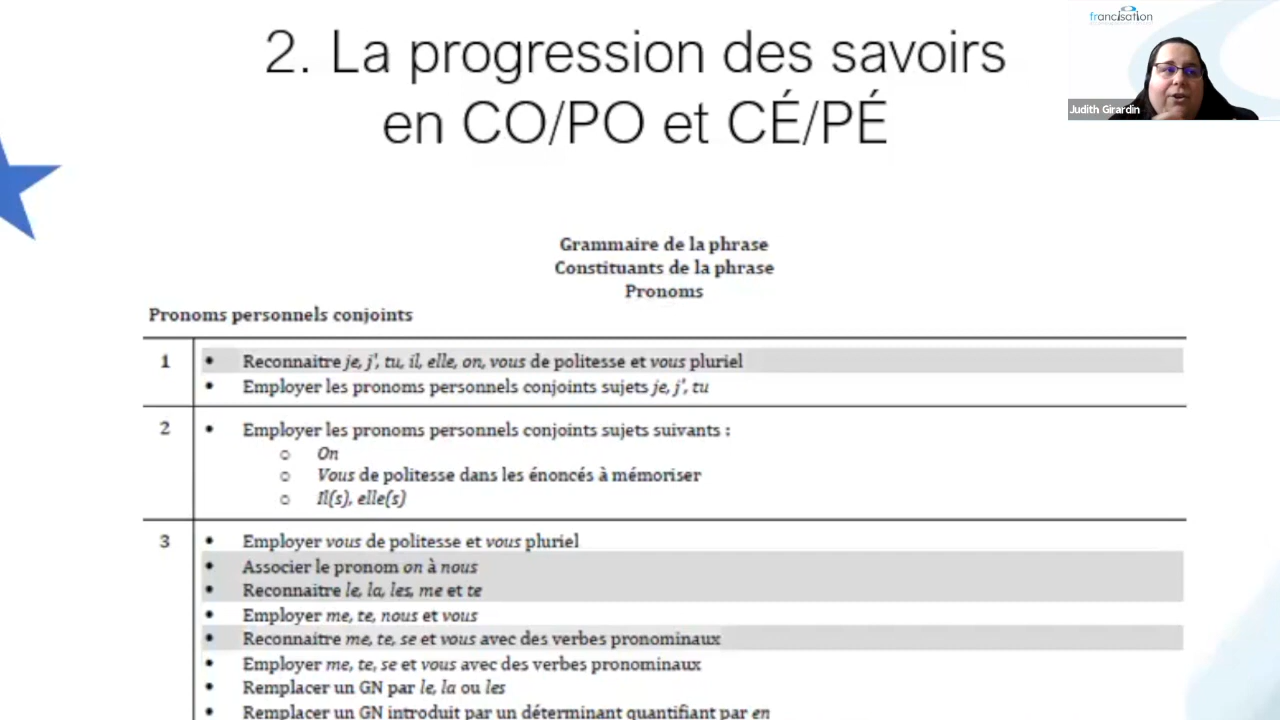 2. La progression des savoirs
en CO/PO et CÉ/PÉ
francisation
Judith Girardin
Grammaire de la phrase
Constituants de la phrase
Pronoms
Pronoms personnels conjoints
1
• Reconnaitre je, j', tu, il, elle, on, vous de politesse et vous pluriel
• Employer les pronoms personnels conjoints sujets je, j', tu
2
• Employer les pronoms personnels conjoints sujets suivants :
o On
o Vous de politesse dans les énoncés à mémoriser
o Il(s), elle(s)
3
• Employer vous de politesse et vous pluriel
• Associer le pronom on à nous
• Reconnaitre le, la, les, me et te
• Employer me, te, nous et vous
• Reconnaitre me, te, se et vous avec des verbes pronominaux
• Employer me, te, se et vous avec des verbes pronominaux
• Remplacer un GN par le, la ou les
• Remplacer un GN introduit par un déterminant quantifiant par en